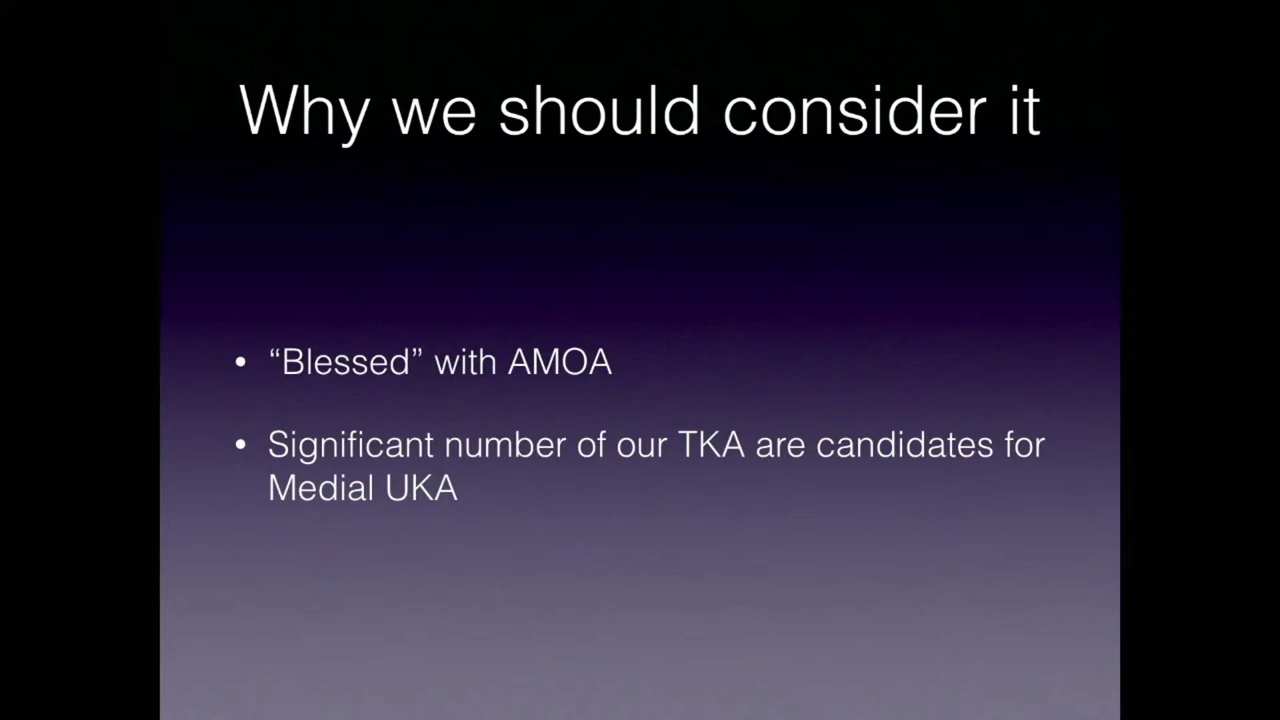 Why we should consider it
• “Blessed” with AMOA
• Significant number of our TKA are candidates for
Medial UKA